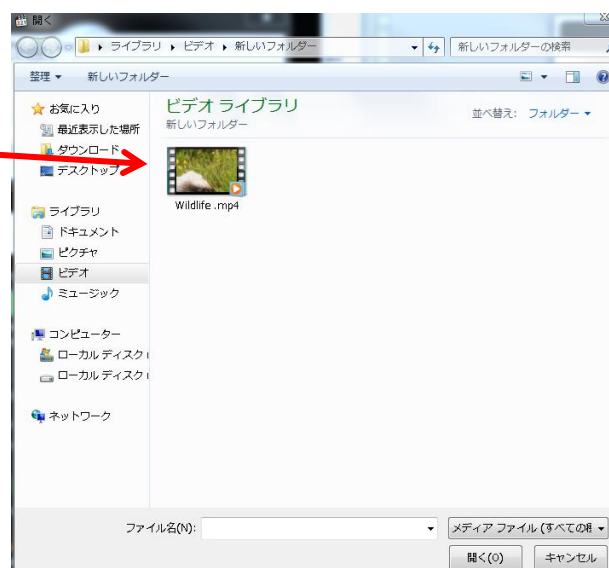 開く
ライブラリ ▸ ビデオ ▸ 新しいフォルダー
新しいフォルダーの検索
整理 ▼ 新しいフォルダー
お気に入り
最近表示した場所
ダウンロード
デスクトップ
ライブラリ
ドキュメント
ピクチャ
ビデオ
ミュージック
コンピューター
ローカル ディスク (
ローカル ディスク (
ネットワーク
ビデオ ライブラリ
新しいフォルダー
並べ替え: フォルダー ▼
Wildlife .mp4
ファイル名(N):
メディア ファイル (すべての種
開く(O) キャンセル